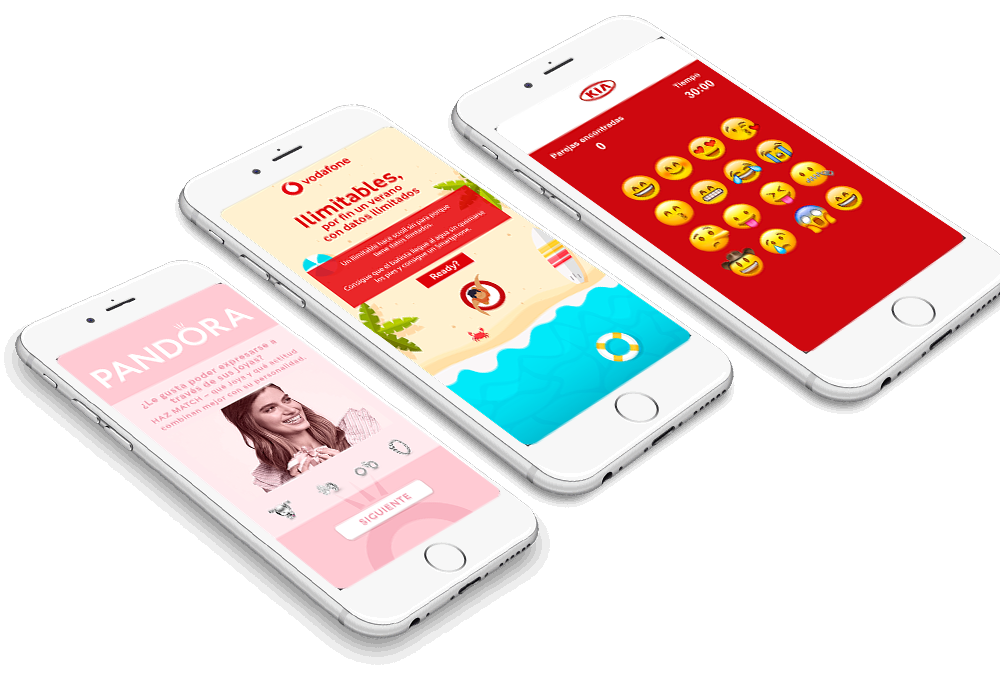 PANDORA
¿Le gusta poder expresarse a
través de sus joyas?
HAZ MATCH – qué joya y qué actitud
combinan mejor con su personalidad.
SIGUIENTE
vodafone
Ilimitables,
por fin un verano
con datos ilimitados
Un Ilimitable hace scroll sin parar porque
tiene datos ilimitados.
Consigue que el bañista llegue al agua sin quemarse
los pies y consigue un Smartphone.
Ready?
KIA
Parejas encontradas
0
Tiempo
30:00